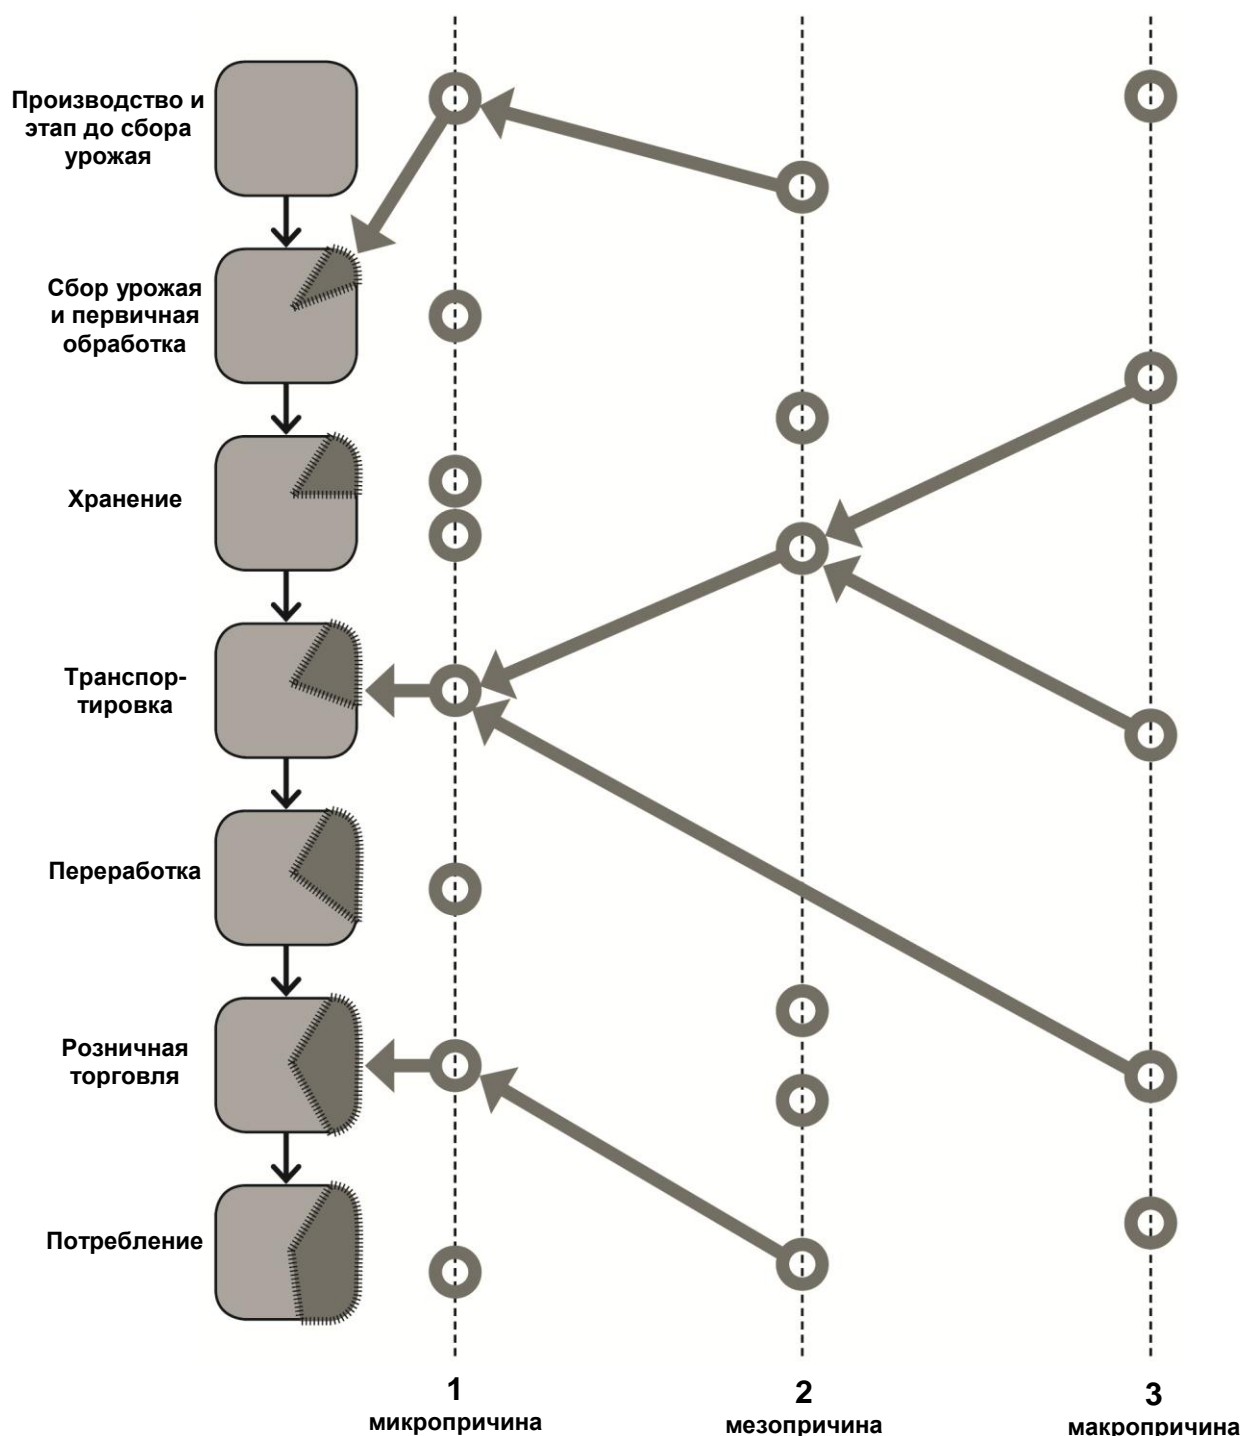 Производство и
этап до сбора
урожая
Сбор урожая
и первичная
обработка
Хранение
Транспор-
тировка
Переработка
Розничная
торговля
Потребление
1
микропричина
2
мезопричина
3
макропричина